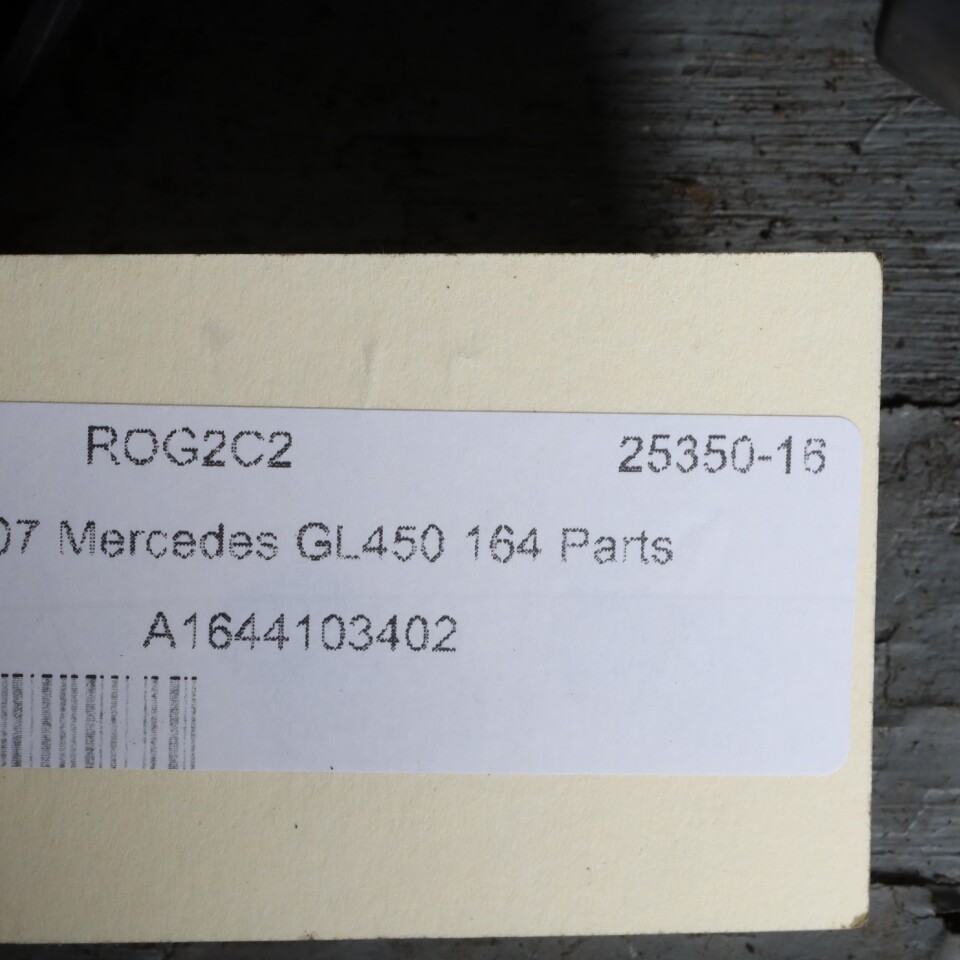 ROG2C2 25350-16
07 Mercedes GL450 164 Parts
A1644103402